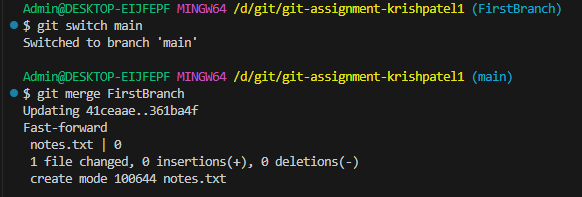 Admin@DESKTOP-EIJFEPF MINGW64 /d/git/git-assignment-krishpatel1 (FirstBranch)
$ git switch main
Switched to branch 'main'
Admin@DESKTOP-EIJFEPF MINGW64 /d/git/git-assignment-krishpatel1 (main)
$ git merge FirstBranch
Updating 41ceaae..361ba4f
Fast-forward
notes.txt | 0
1 file changed, 0 insertions(+), 0 deletions(-)
create mode 100644 notes.txt